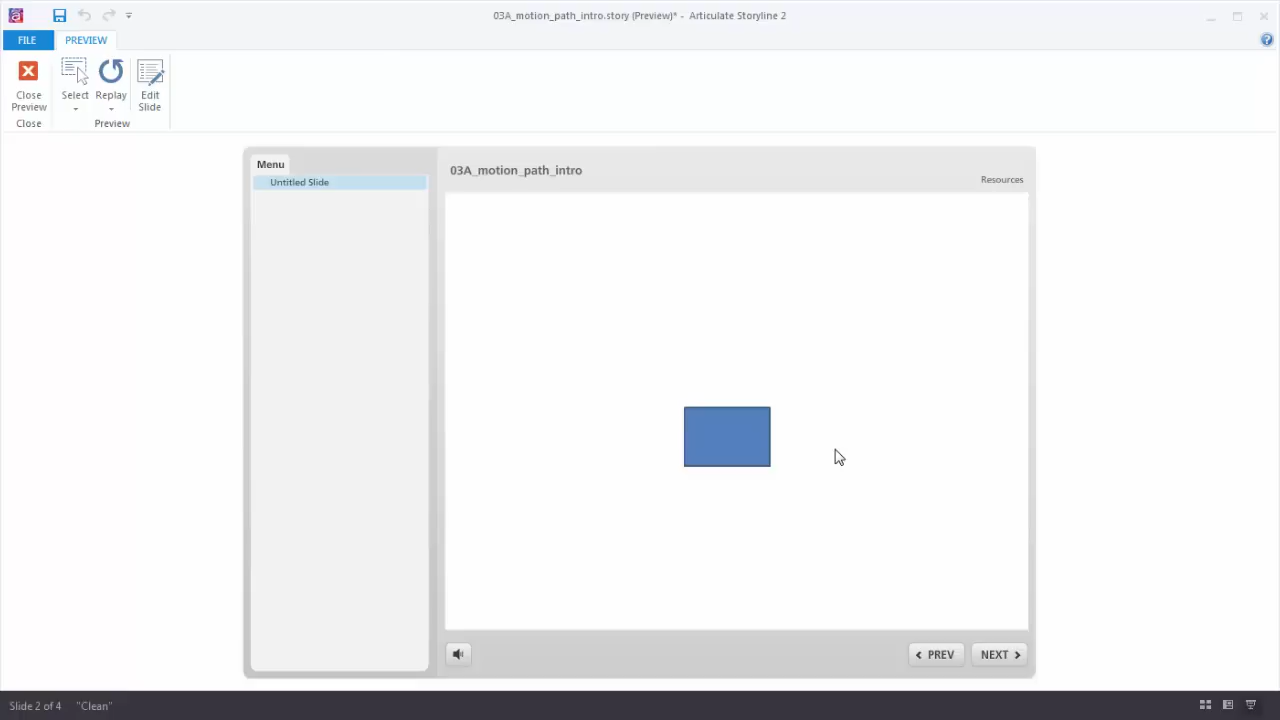 03A_motion_path_intro.story (Preview)* - Articulate Storyline 2
FILE
PREVIEW
Close Preview
Select
Replay
Edit Slide
Close
Preview
Menu
Untitled Slide
03A_motion_path_intro
Resources
PREV
NEXT
Slide 2 of 4
"Clean"